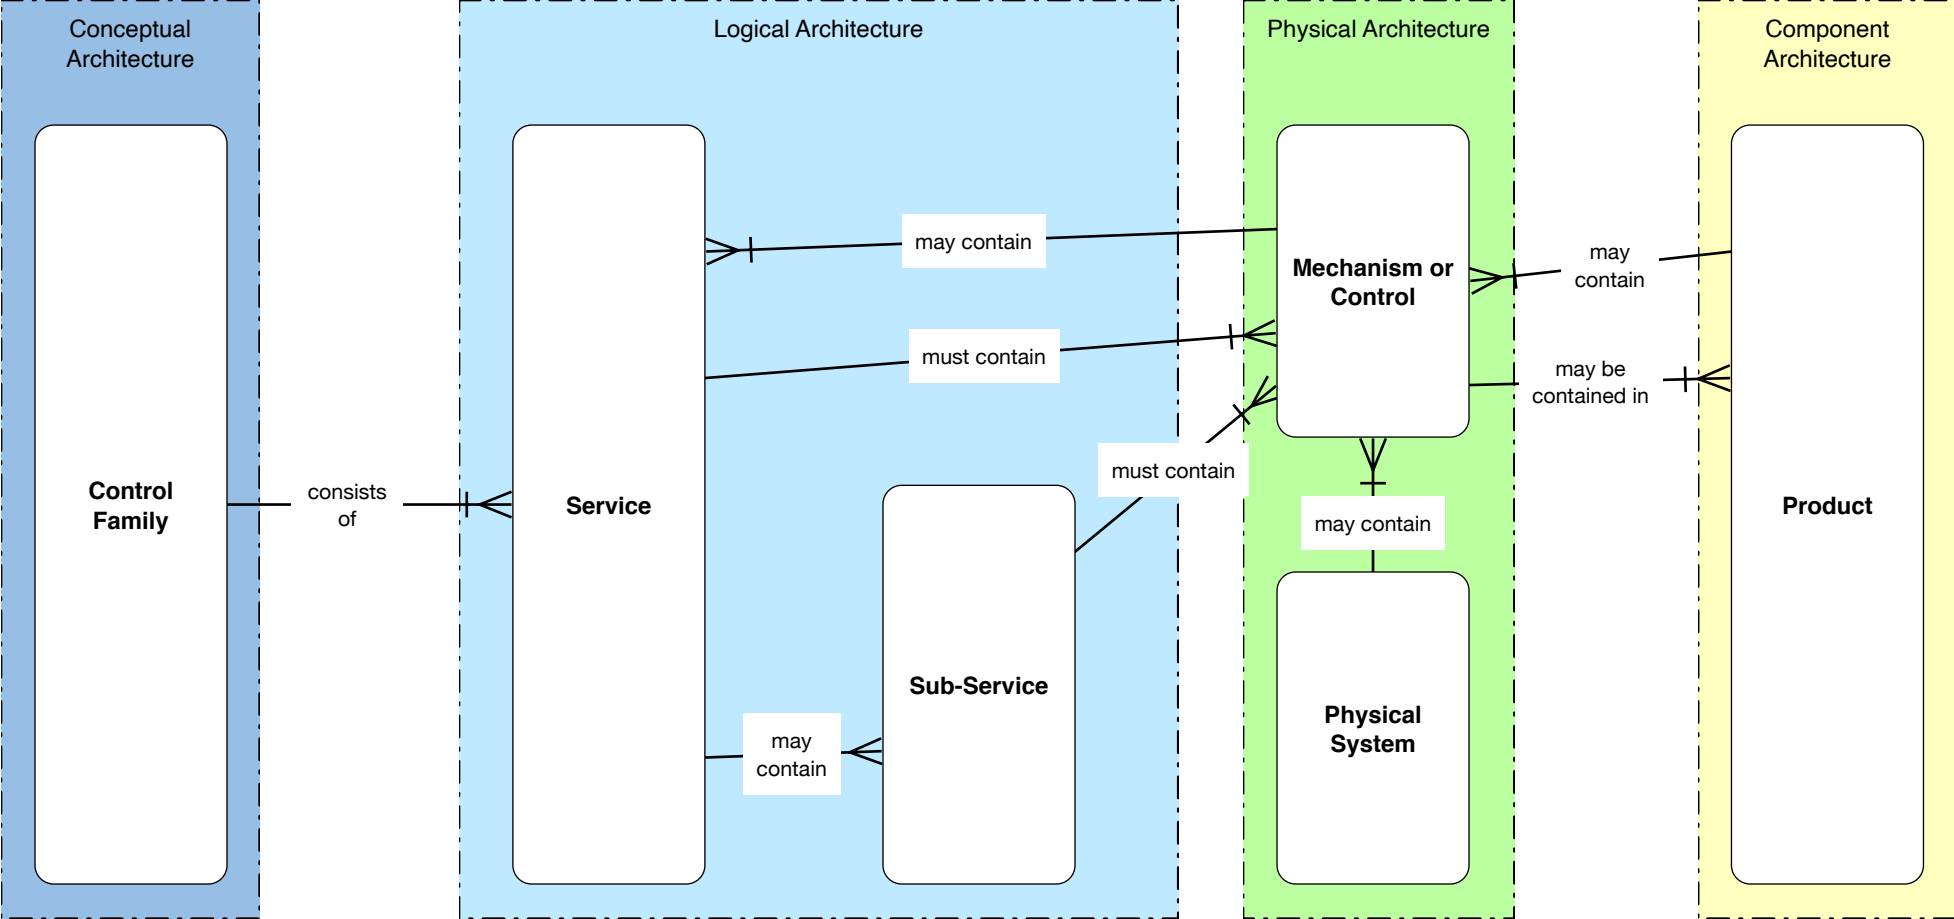 Conceptual
Architecture
Logical Architecture
Physical Architecture
Component
Architecture
Control
Family
consists
of
Service
may contain
must contain
must contain
may
contain
Sub-Service
Mechanism or
Control
may contain
Physical
System
may
contain
may be
contained in
Product